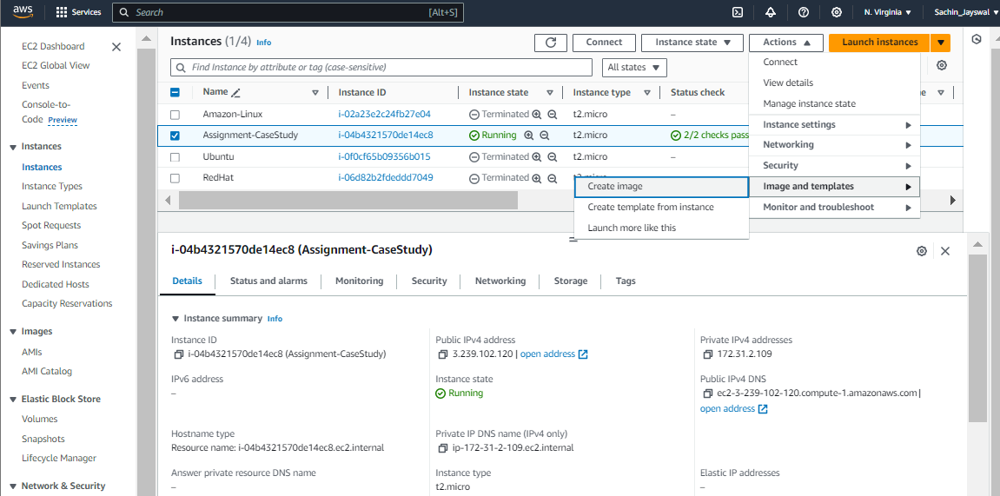 aws
Services
Search
[Alt+S]
N. Virginia
Sachin_Jayswal
EC2 Dashboard
EC2 Global View
Events
Console-to-
Code Preview
Instances
Instances
Instance Types
Launch Templates
Spot Requests
Savings Plans
Reserved Instances
Dedicated Hosts
Capacity Reservations
Images
AMIs
AMI Catalog
Elastic Block Store
Volumes
Snapshots
Lifecycle Manager
Network & Security
Instances (1/4) Info
Connect
Instance state
Actions
Launch instances
Find Instance by attribute or tag (case-sensitive)
All states
Name
Instance ID
Instance state
Instance type
Status check
Amazon-Linux i-02a23e2c24fb27e04 Terminated t2.micro –
Assignment-CaseStudy i-04b4321570de14ec8 Running t2.micro 2/2 checks pass
Ubuntu i-0f0cf65b09356b015 Terminated t2.micro –
RedHat i-06d82b2fdeddd7049 Terminated
Connect
View details
Manage instance state
Instance settings
Networking
Security
Image and templates
Monitor and troubleshoot
Create image
Create template from instance
Launch more like this
i-04b4321570de14ec8 (Assignment-CaseStudy)
Details
Status and alarms
Monitoring
Security
Networking
Storage
Tags
Instance summary Info
Instance ID
i-04b4321570de14ec8 (Assignment-CaseStudy)
Public IPv4 address
3.239.102.120 | open address
Private IPv4 addresses
172.31.2.109
IPv6 address
–
Instance state
Running
Public IPv4 DNS
ec2-3-239-102-120.compute-1.amazonaws.com |
open address
Hostname type
Resource name: i-04b4321570de14ec8.ec2.internal
Private IP DNS name (IPv4 only)
ip-172-31-2-109.ec2.internal
Answer private resource DNS name
–
Instance type
t2.micro
Elastic IP addresses
–